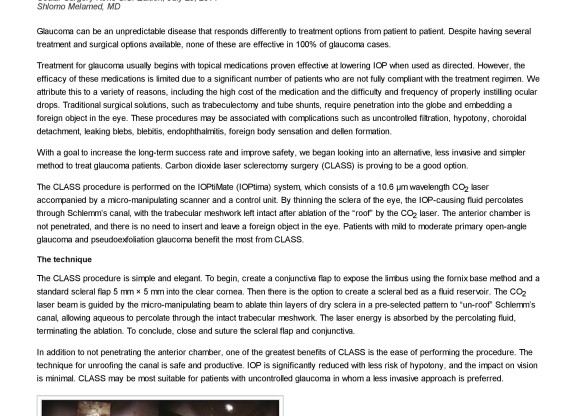 Shlomo Melamed, MD
Glaucoma can be an unpredictable disease that responds differently to treatment options from patient to patient. Despite having several
treatment and surgical options available, none of these are effective in 100% of glaucoma cases.
Treatment for glaucoma usually begins with topical medications proven effective at lowering IOP when used as directed. However, the
efficacy of these medications is limited due to a significant number of patients who are not fully compliant with the treatment regimen. We
attribute this to a variety of reasons, including the high cost of the medication and the difficulty and frequency of properly instilling ocular
drops. Traditional surgical solutions, such as trabeculectomy and tube shunts, require penetration into the globe and embedding a
foreign object in the eye. These procedures may be associated with complications such as uncontrolled filtration, hypotony, choroidal
detachment, leaking blebs, blebitis, endophthalmitis, foreign body sensation and dellen formation.
With a goal to increase the long-term success rate and improve safety, we began looking into an alternative, less invasive and simpler
method to treat glaucoma patients. Carbon dioxide laser sclerectomy surgery (CLASS) is proving to be a good option.
The CLASS procedure is performed on the IOPtiMate (IOPtima) system, which consists of a 10.6 µm wavelength CO2 laser
accompanied by a micro-manipulating scanner and a control unit. By thinning the sclera of the eye, the IOP-causing fluid percolates
through Schlemm's canal, with the trabecular meshwork left intact after ablation of the "roof" by the CO2 laser. The anterior chamber is
not penetrated, and there is no need to insert and leave a foreign object in the eye. Patients with mild to moderate primary open-angle
glaucoma and pseudoexfoliation glaucoma benefit the most from CLASS.
The technique
The CLASS procedure is simple and elegant. To begin, create a conjunctiva flap to expose the limbus using the fornix base method and a
standard scleral flap 5 mm × 5 mm into the clear cornea. Then there is the option to create a scleral bed as a fluid reservoir. The CO2
laser beam is guided by the micro-manipulating beam to ablate thin layers of dry sclera in a pre-selected pattern to "un-roof" Schlemm's
canal, allowing aqueous to percolate through the intact trabecular meshwork. The laser energy is absorbed by the percolating fluid,
terminating the ablation. To conclude, close and suture the scleral flap and conjunctiva.
In addition to not penetrating the anterior chamber, one of the greatest benefits of CLASS is the ease of performing the procedure. The
technique for unroofing the canal is safe and productive. IOP is significantly reduced with less risk of hypotony, and the impact on vision
is minimal. CLASS may be most suitable for patients with uncontrolled glaucoma in whom a less invasive approach is preferred.